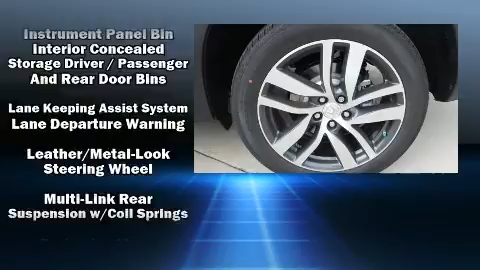 Instrument Panel Bin
Interior Concealed
Storage Driver / Passenger
And Rear Door Bins
Lane Keeping Assist System
Lane Departure Warning
Leather/Metal-Look
Steering Wheel
Multi-Link Rear
Suspension w/Coil Springs